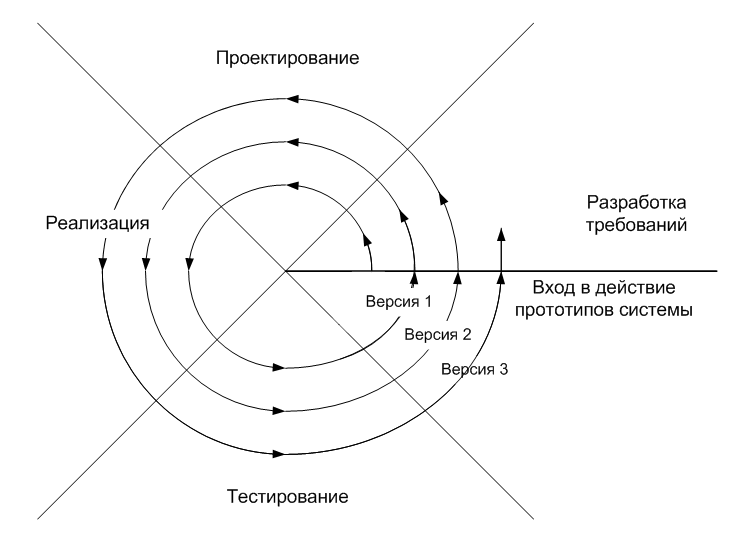 Проектирование
Разработка
требований
Реализация
Вход в действие
прототипов системы
Версия 1
Версия 2
Версия 3
Тестирование